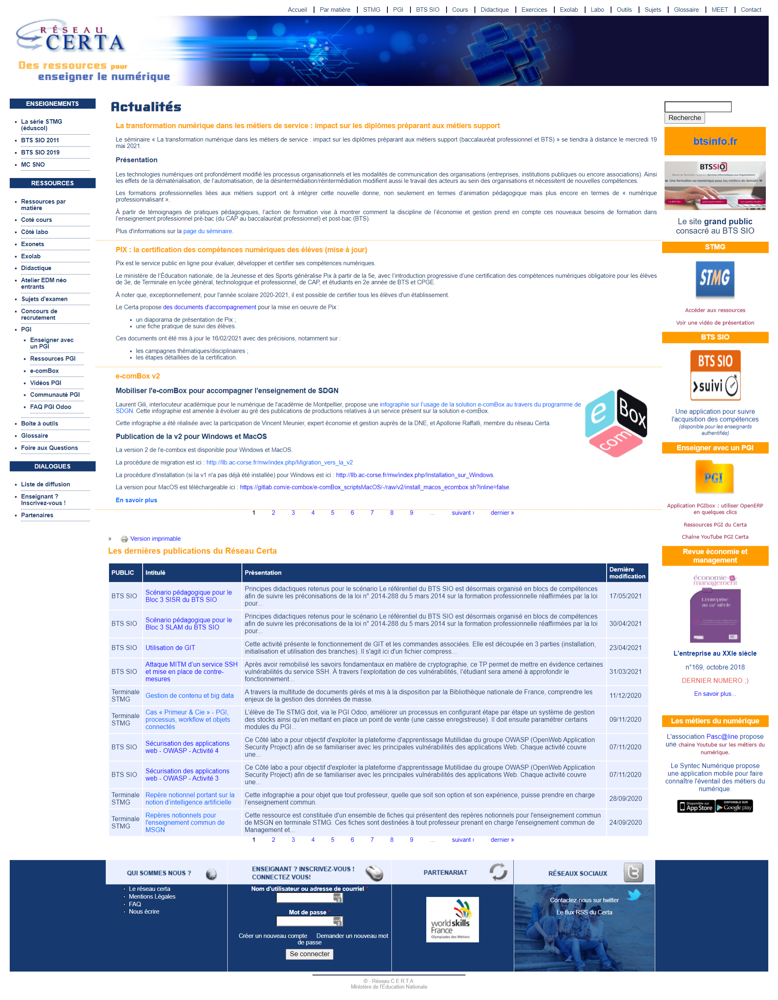 Accueil Par matière STMG PGI BTS SIO Cours Didactique Exercices Exolab Labo Outils Sujets Glossaire MEET Contact
RÉSEAU
CERTA
Des ressources pour
enseigner le numérique
ENSEIGNEMENTS
La série STMG
(éduscol)
BTS SIO 2011
BTS SIO 2019
MC SNO
RESSOURCES
Ressources par
matière
Coté cours
Côté labo
Exonets
Exolab
Didactique
Atelier EDM néo
entrants
Sujets d'examen
Concours de
recrutement
PGI
Enseigner avec
un PGI
Ressources PGI
e-comBox
Vidéos PGI
Communauté PGI
FAQ PGI Odoo
Boîte à outils
Glossaire
Foire aux Questions
DIALOGUES
Liste de diffusion
Enseignant ?
Inscrivez-vous !
Partenaires
Actualités
La transformation numérique dans les métiers de service : impact sur les diplômes préparant aux métiers support
Le séminaire « La transformation numérique dans les métiers de service : impact sur les diplômes préparant aux métiers support (baccalauréat professionnel et BTS) » se tiendra à distance le mercredi 19
mai 2021.
Présentation
Les technologies numériques ont profondément modifié les processus organisationnels et les modalités de communication des organisations (entreprises, institutions publiques ou encore associations). Ainsi
les effets de la dématérialisation, de l'automatisation, de la désintermédiation/réintermédiation modifient aussi le travail des acteurs au sein des organisations et nécessitent de nouvelles compétences.
Les formations professionnelles liées aux métiers support ont à intégrer cette nouvelle donne, non seulement en termes d'animation pédagogique mais plus encore en termes de « numérique
professionnalisant ».
À partir de témoignages de pratiques pédagogiques, l'action de formation vise à montrer comment la discipline de l'économie et gestion prend en compte ces nouveaux besoins de formation dans
l'enseignement professionnel pré-bac (du CAP au baccalauréat professionnel) et post-bac (BTS).
Plus d'informations sur la page du séminaire.
PIX : la certification des compétences numériques des élèves (mise à jour)
Pix est le service public en ligne pour évaluer, développer et certifier ses compétences numériques.
Le ministère de l'Éducation nationale, de la Jeunesse et des Sports généralise Pix à partir de la 5e, avec l'introduction progressive d'une certification des compétences numériques obligatoire pour les élèves
de 3e, de Terminale en lycée général, technologique et professionnel, de CAP, et étudiants en 2e année de BTS et CPGE.
À noter que, exceptionnellement, pour l'année scolaire 2020-2021, il est possible de certifier tous les élèves d'un établissement.
Le Certa propose des documents d'accompagnement pour la mise en oeuvre de Pix :
un diaporama de présentation de Pix ;
une fiche pratique de suivi des élèves.
Ces documents ont été mis à jour le 16/02/2021 avec des précisions, notamment sur :
les campagnes thématiques/disciplinaires ;
les étapes détaillées de la certification.
e-comBox v2
Mobiliser l'e-comBox pour accompagner l'enseignement de SDGN
Laurent Gili, interlocuteur académique pour le numérique de l'académie de Montpellier, propose une infographie sur l'usage de la solution e-comBox au travers du programme de
SDGN. Cette infographie est amenée à évoluer au gré des publications de productions relatives à un service présent sur la solution e-comBox.
Cette infographie a été réalisée avec la participation de Vincent Meunier, expert économie et gestion auprès de la DNE, et Apollonie Raffalli, membre du réseau Certa.
e Box com
Publication de la v2 pour Windows et MacOS
La version 2 de l'e-combox est disponible pour Windows et MacOS.
La procédure de migration est ici : http://llb.ac-corse.fr/mw/index.php/Migration_vers_la_v2
La procédure d'installation (si la v1 n'a pas déjà été installée) pour Windows est ici : http://llb.ac-corse.fr/mw/index.php/Installation_sur_Windows.
La version pour MacOS est téléchargeable ici : https://gitlab.com/e-combox/e-comBox_scriptsMacOS/-/raw/v2/install_macos_ecombox.sh?inline=false.
En savoir plus
1 2 3 4 5 6 7 8 9 … suivant › dernier »
» Version imprimable
Les dernières publications du Réseau Certa
PUBLIC Intitulé Présentation Dernière
modification
BTS SIO Scénario pédagogique pour le
Bloc 3 SISR du BTS SIO Principes didactiques retenus pour le scénario Le référentiel du BTS SIO est désormais organisé en blocs de compétences
afin de suivre les préconisations de la loi n° 2014-288 du 5 mars 2014 sur la formation professionnelle réaffirmées par la loi
pour... 17/05/2021
BTS SIO Scénario pédagogique pour le
Bloc 3 SLAM du BTS SIO Principes didactiques retenus pour le scénario Le référentiel du BTS SIO est désormais organisé en blocs de compétences
afin de suivre les préconisations de la loi n° 2014-288 du 5 mars 2014 sur la formation professionnelle réaffirmées par la loi
pour... 30/04/2021
BTS SIO Utilisation de GIT Cette activité présente le fonctionnement de GIT et les commandes associées. Elle est découpée en 3 parties (installation,
initialisation et utilisation des branches). Il s'agit ici d'un fichier compress... 23/04/2021
BTS SIO Attaque MITM d'un service SSH
et mise en place de contre-
mesures Après avoir remobilisé les savoirs fondamentaux en matière de cryptographie, ce TP permet de mettre en évidence certaines
vulnérabilités du service SSH. À travers l'exploitation de ces vulnérabilités, l'étudiant sera amené à approfondir le
fonctionnement... 31/03/2021
Terminale
STMG Gestion de contenu et big data A travers la multitude de documents gérés et mis à la disposition par la Bibliothèque nationale de France, comprendre les
enjeux de la gestion des données de masse. 11/12/2020
Terminale
STMG Cas « Primeur & Cie » - PGI,
processus, workflow et objets
connectés L'élève de Tle STMG doit, via le PGI Odoo, améliorer un processus en configurant étape par étape un système de gestion
des stocks ainsi qu'en mettant en place un point de vente (une caisse enregistreuse). Il doit ensuite paramétrer certains
modules du PGI... 09/11/2020
BTS SIO Sécurisation des applications
web - OWASP - Activité 4 Ce Côté labo a pour objectif d'exploiter la plateforme d'apprentissage Mutillidae du groupe OWASP (OpenWeb Application
Security Project) afin de se familiariser avec les principales vulnérabilités des applications Web. Chaque activité couvre
une... 07/11/2020
BTS SIO Sécurisation des applications
web - OWASP - Activité 3 Ce Côté labo a pour objectif d'exploiter la plateforme d'apprentissage Mutillidae du groupe OWASP (OpenWeb Application
Security Project) afin de se familiariser avec les principales vulnérabilités des applications Web. Chaque activité couvre
une... 07/11/2020
Terminale
STMG Repère notionnel portant sur la
notion d'intelligence artificielle Cette infographie a pour objet que tout professeur, quelle que soit son option et son expérience, puisse prendre en charge
l'enseignement commun. 28/09/2020
Terminale
STMG Repères notionnels pour
l'enseignement commun de
MSGN Cette ressource est constituée d'un ensemble de fiches qui présentent des repères notionnels pour l'enseignement commun
de MSGN en terminale STMG. Ces fiches sont destinées à tout professeur prenant en charge l'enseignement commun de
Management et... 24/09/2020
1 2 3 4 5 6 7 8 9 … suivant › dernier »
Recherche
btsinfo.fr
BTSSIO
Brevet de Technicien Supérieur Services Informatiques aux Organisations
Une formation au numérique pour les métiers de demain
Le BTS SIO ... pour quels métiers ? vers quelles études ?
Le site grand public
consacré au BTS SIO
STMG
STMG
Accéder aux ressources
Voir une vidéo de présentation
BTS SIO
BTS SIO
>suivi
Une application pour suivre
l'acquisition des compétences
(disponible pour les enseignants
authentifiés)
Enseigner avec un PGI
PGI
Application PGIbox : utiliser OpenERP
en quelques clics
Ressources PGI du Certa
Chaîne YouTube PGI Certa
Revue économie et
management
économie
management
L'entreprise
au XXIe siècle
L'entreprise au XXIe siècle
n°169, octobre 2018
DERNIER NUMERO ;)
En savoir plus...
Les métiers du numérique
L'association Pasc@line propose
une chaine Youtube sur les métiers du
numérique.
Le Syntec Numérique propose
une application mobile pour faire
connaître l'éventail des métiers du
numérique.
Disponible sur
App Store
DISPONIBLE SUR
Google play
QUI SOMMES NOUS ?
Le réseau certa
Mentions Légales
FAQ
Nous écrire
ENSEIGNANT ? INSCRIVEZ-VOUS !
CONNECTEZ VOUS!
Nom d'utilisateur ou adresse de courriel *
Mot de passe *
Créer un nouveau compte Demander un nouveau mot
de passe
Se connecter
PARTENARIAT
worldskills
France
Olympiades des Métiers
RÉSEAUX SOCIAUX
Contactez-nous sur twitter
Le flux RSS du Certa
© - Réseau C E R T A
Ministère de l'Éducation Nationale